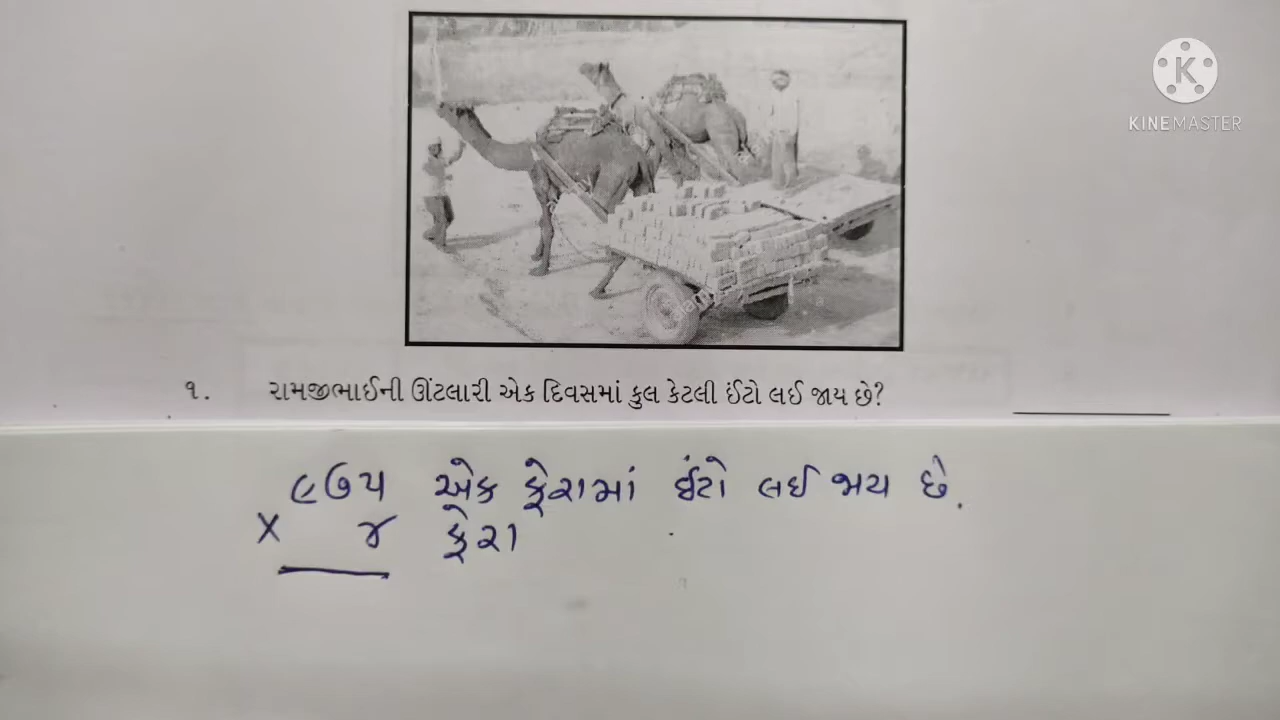 KINEMASTER
૧. રામજીભાઈની ઊંટલારી એક દિવસમાં કુલ કેટલી ઈંટો લઈ જાય છે?
૯૭૫ એક ફેરામાં ઈંટો લઈ જાય છે.
× ૪ ફેરા